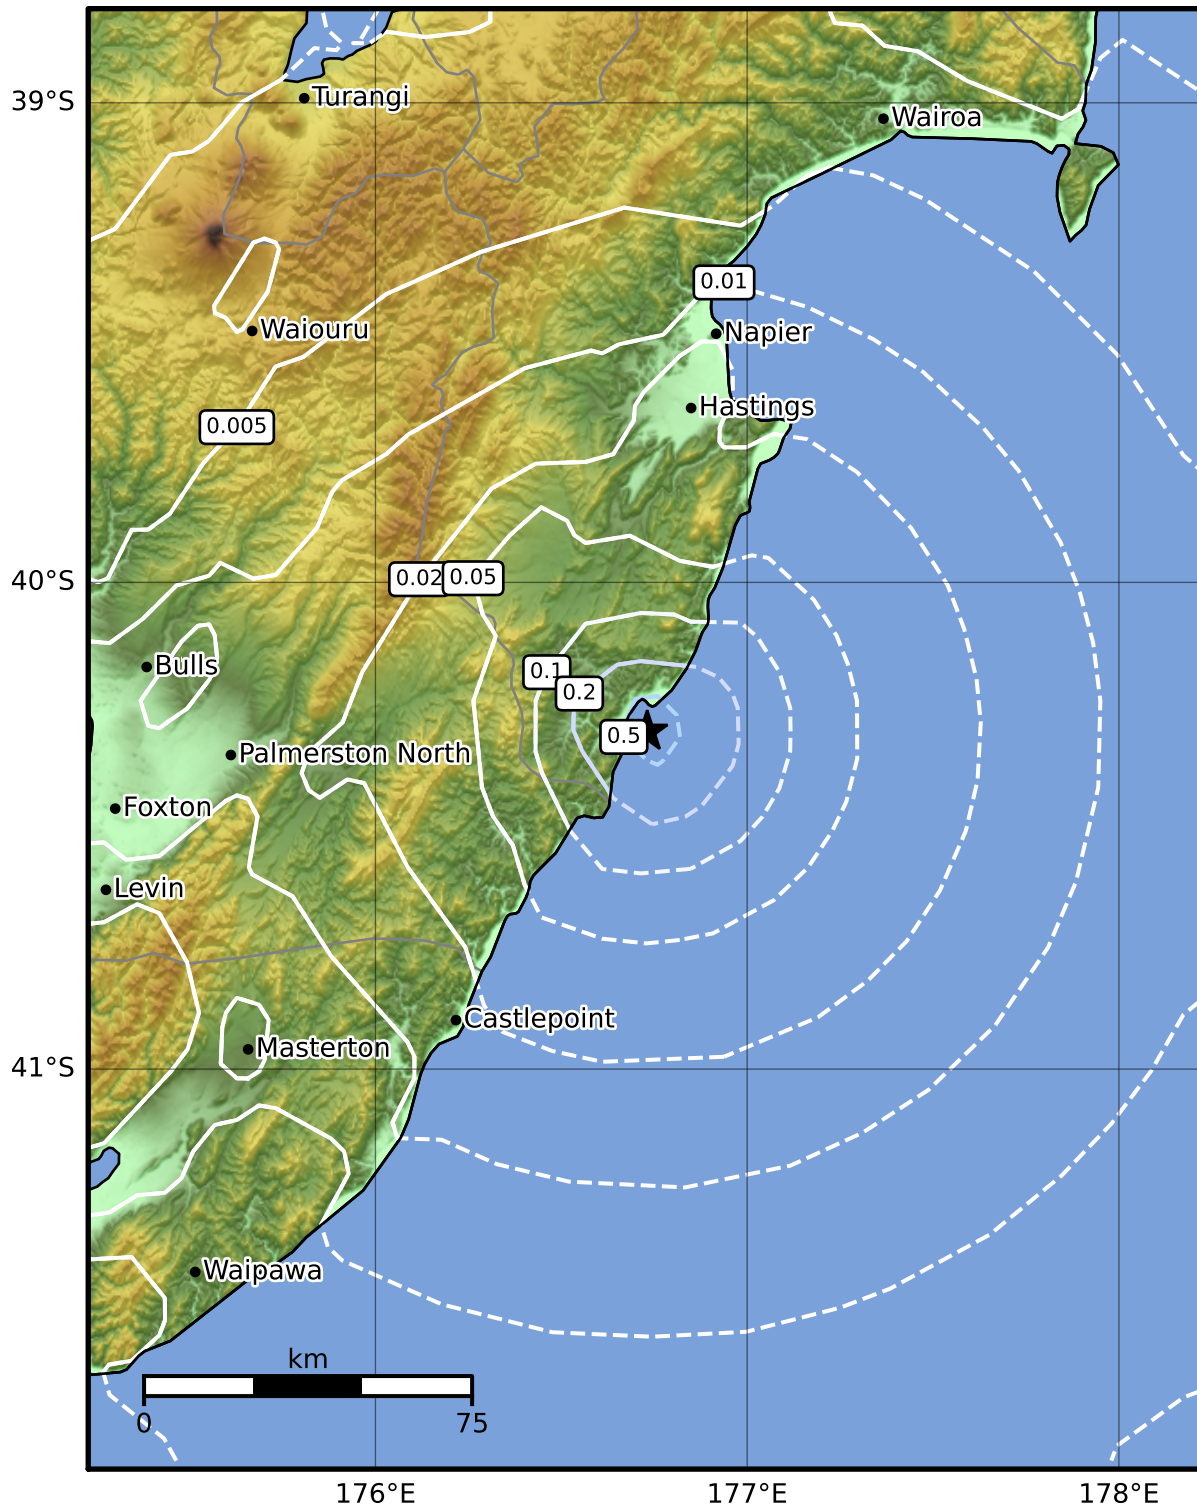 39°S
Turangi
Wairoa
0.01
Waiouru
Napier
Hastings
0.005
40°S
0.02
0.05
Bulls
0.1
0.2
0.5
Palmerston North
Foxton
Levin
Castlepoint
Masterton
41°S
Waipawa
km
0
75
176°E
177°E
178°E